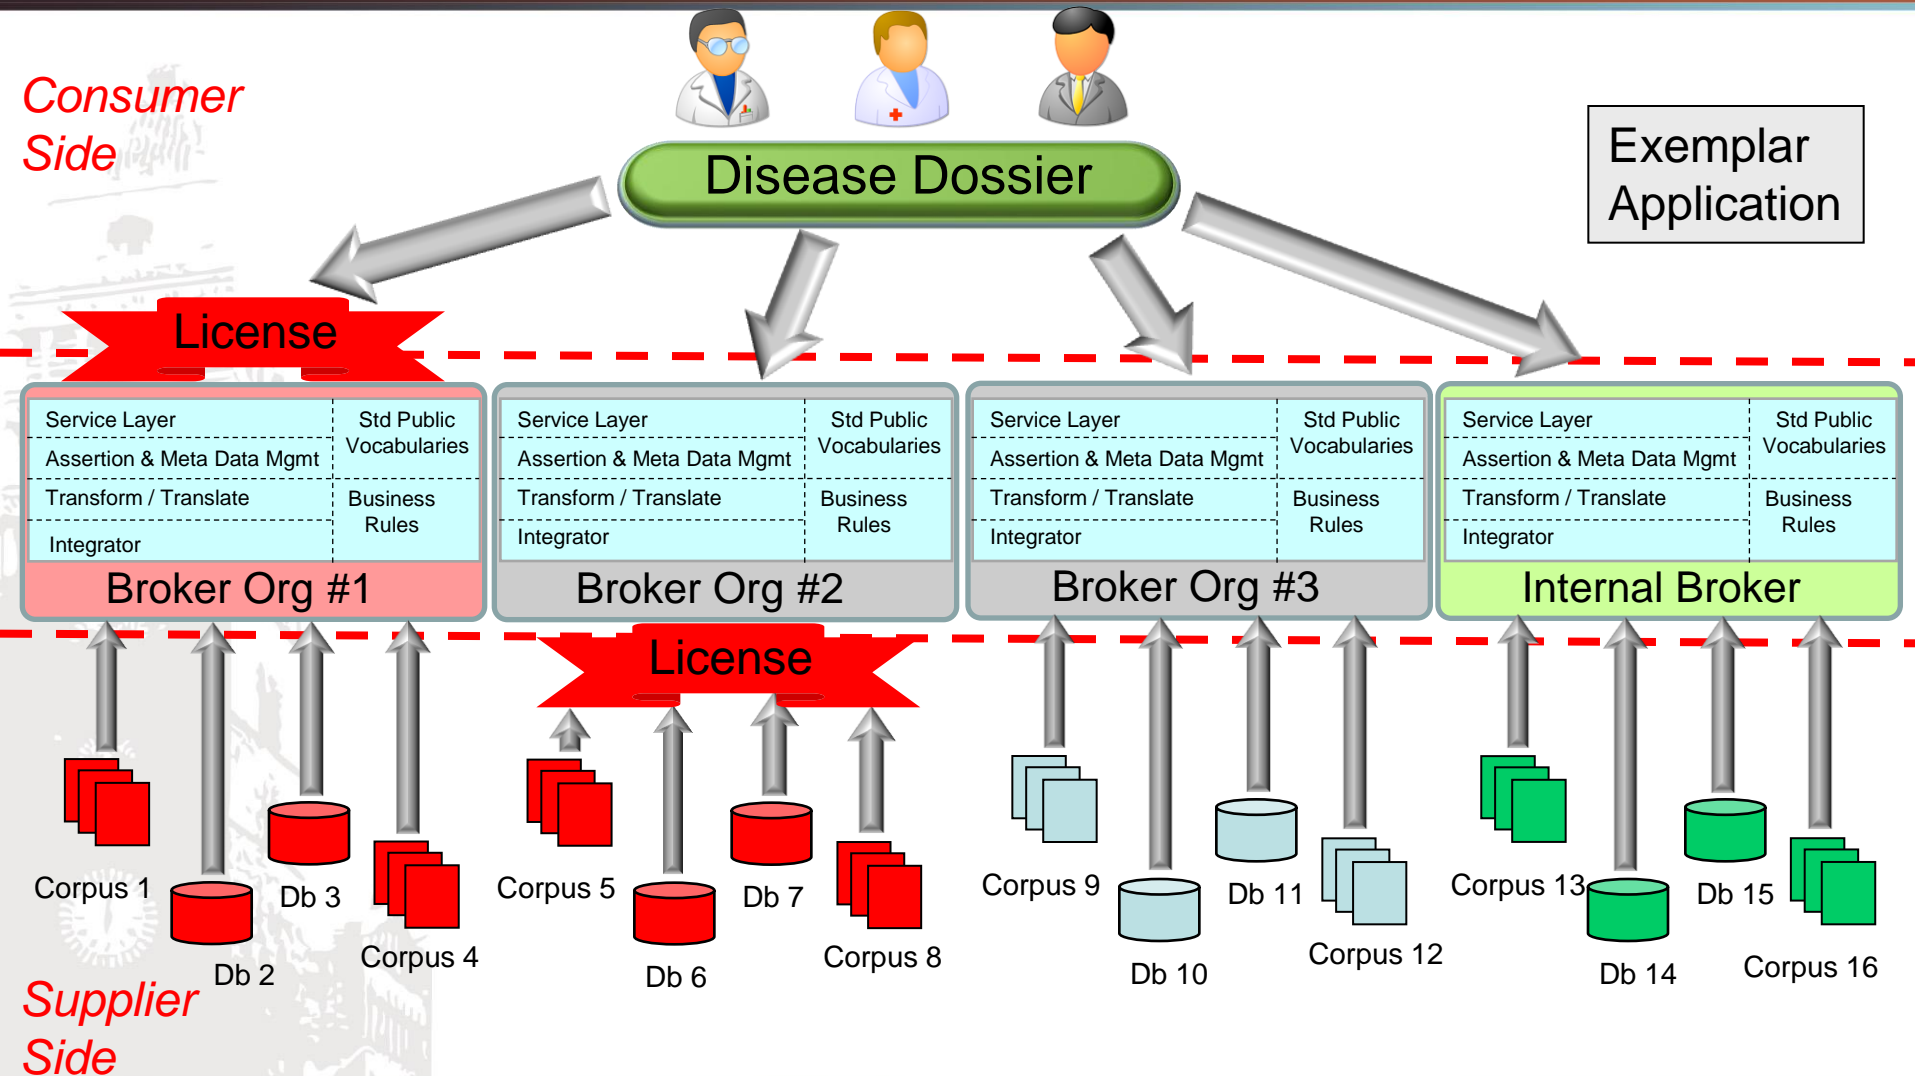 Consumer
Side
Disease Dossier
Exemplar
Application
License
Service Layer
Assertion & Meta Data Mgmt
Transform / Translate
Integrator
Std Public
Vocabularies
Business
Rules
Broker Org #1
Service Layer
Assertion & Meta Data Mgmt
Transform / Translate
Integrator
Std Public
Vocabularies
Business
Rules
Broker Org #2
Service Layer
Assertion & Meta Data Mgmt
Transform / Translate
Integrator
Std Public
Vocabularies
Business
Rules
Broker Org #3
Service Layer
Assertion & Meta Data Mgmt
Transform / Translate
Integrator
Std Public
Vocabularies
Business
Rules
Internal Broker
License
Corpus 1
Db 2
Db 3
Corpus 4
Corpus 5
Db 6
Db 7
Corpus 8
Corpus 9
Db 10
Db 11
Corpus 12
Corpus 13
Db 14
Db 15
Corpus 16
Supplier
Side